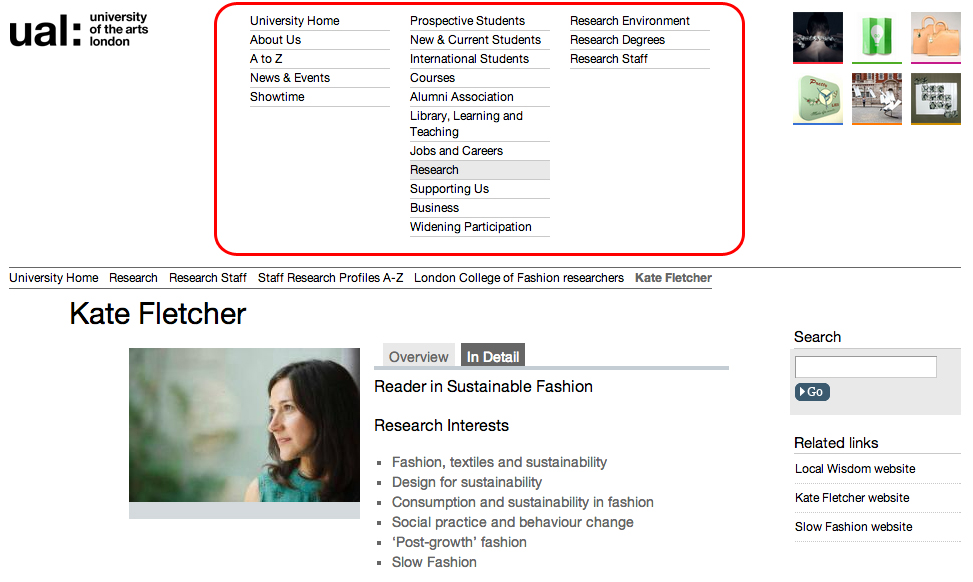 ual:
university
of the arts
london
University Home
About Us
A to Z
News & Events
Showtime
Prospective Students
New & Current Students
International Students
Courses
Alumni Association
Library, Learning and
Teaching
Jobs and Careers
Research
Supporting Us
Business
Widening Participation
Research Environment
Research Degrees
Research Staff
University Home Research Research Staff Staff Research Profiles A-Z London College of Fashion researchers Kate Fletcher
Kate Fletcher
Overview In Detail
Reader in Sustainable Fashion
Research Interests
Fashion, textiles and sustainability
Design for sustainability
Consumption and sustainability in fashion
Social practice and behaviour change
‘Post-growth’ fashion
Slow Fashion
Search
Go
Related links
Local Wisdom website
Kate Fletcher website
Slow Fashion website